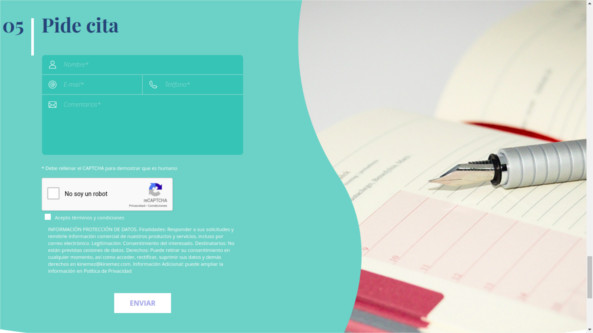 05 Pide cita
Nombre*
E-mail* Teléfono*
Comentarios*
* Debe rellenar el CAPTCHA para demostrar que es humano
No soy un robot
reCAPTCHA
Privacidad - Condiciones
Acepto términos y condiciones
INFORMACIÓN PROTECCIÓN DE DATOS. Finalidades: Responder a sus solicitudes y
remitirle información comercial de nuestros productos y servicios, incluso por
correo electrónico. Legitimación: Consentimiento del interesado. Destinatarios: No
están previstas cesiones de datos. Derechos: Puede retirar su consentimiento en
cualquier momento, así como acceder, rectificar, suprimir sus datos y demás
derechos en
Información Adicional: puede ampliar la
información en Política de Privacidad
ENVIAR